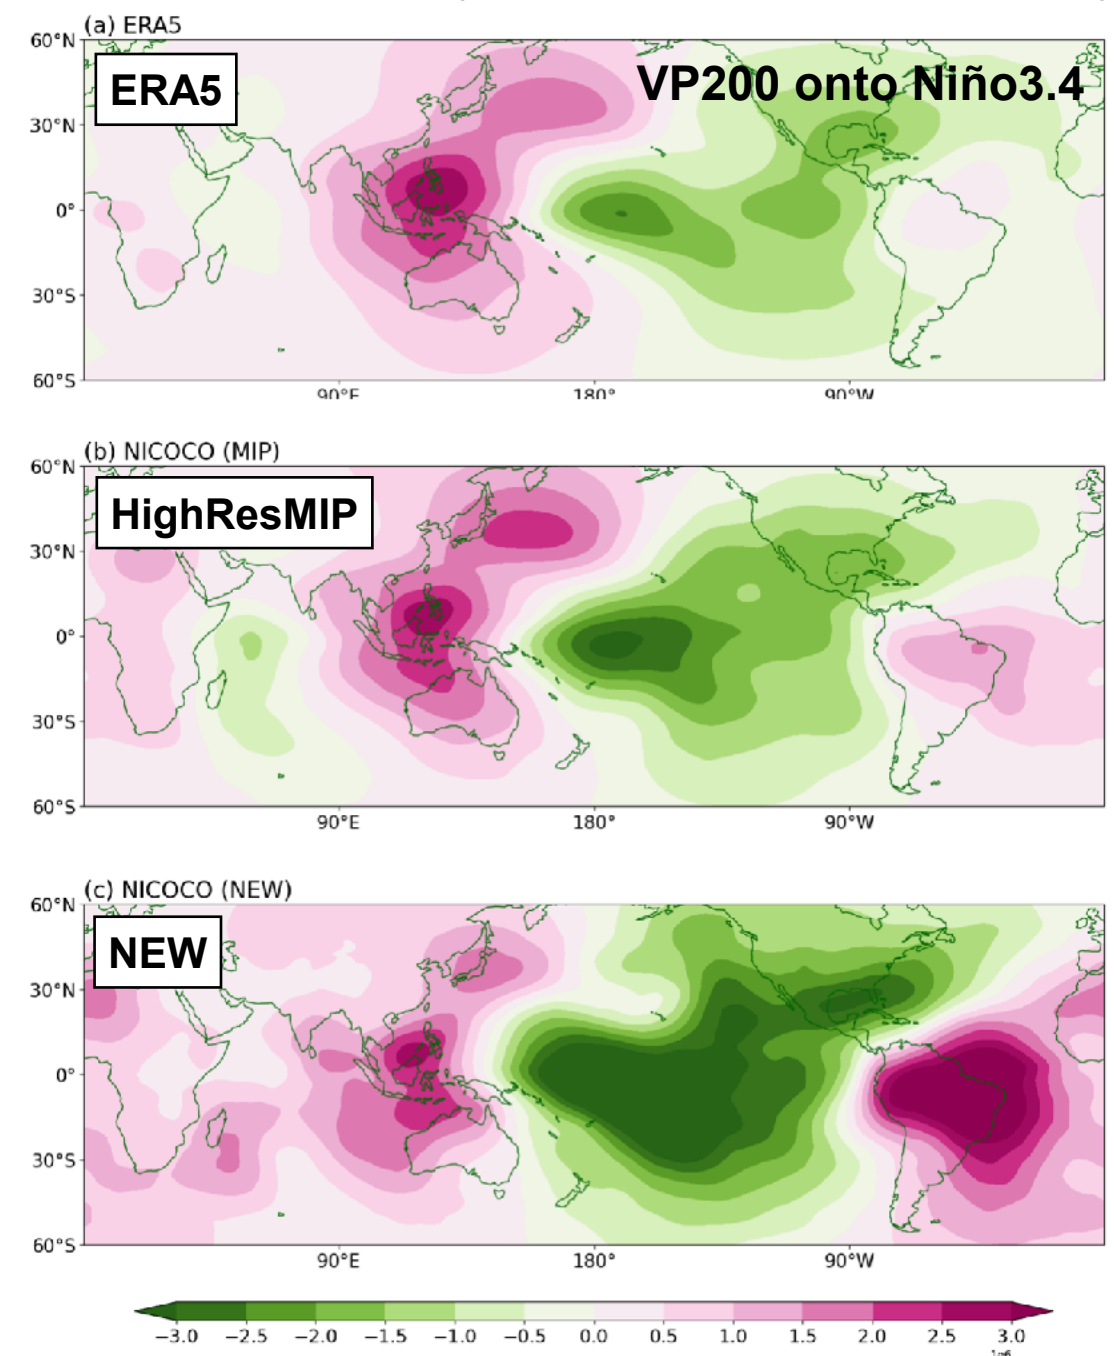 (a) ERA5
60°N
ERA5
VP200 onto Niño3.4
30°N
0°
30°S
60°S
90°E 180° 90°W
(b) NICOCO (MIP)
60°N
HighResMIP
30°N
0°
30°S
60°S
90°E 180° 90°W
(c) NICOCO (NEW)
60°N
NEW
30°N
0°
30°S
60°S
90°E 180° 90°W
−3.0 −2.5 −2.0 −1.5 −1.0 −0.5 0.0 0.5 1.0 1.5 2.0 2.5 3.0